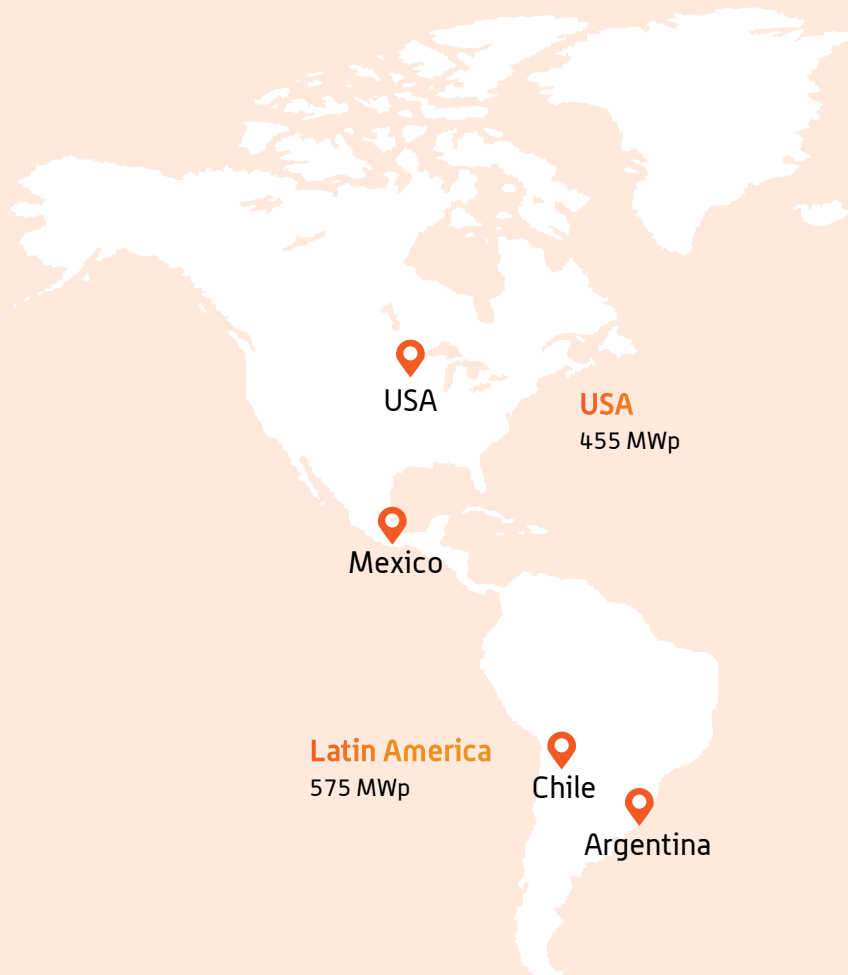 USA
USA
455 MWp
Mexico
Latin America
575 MWp
Chile
Argentina